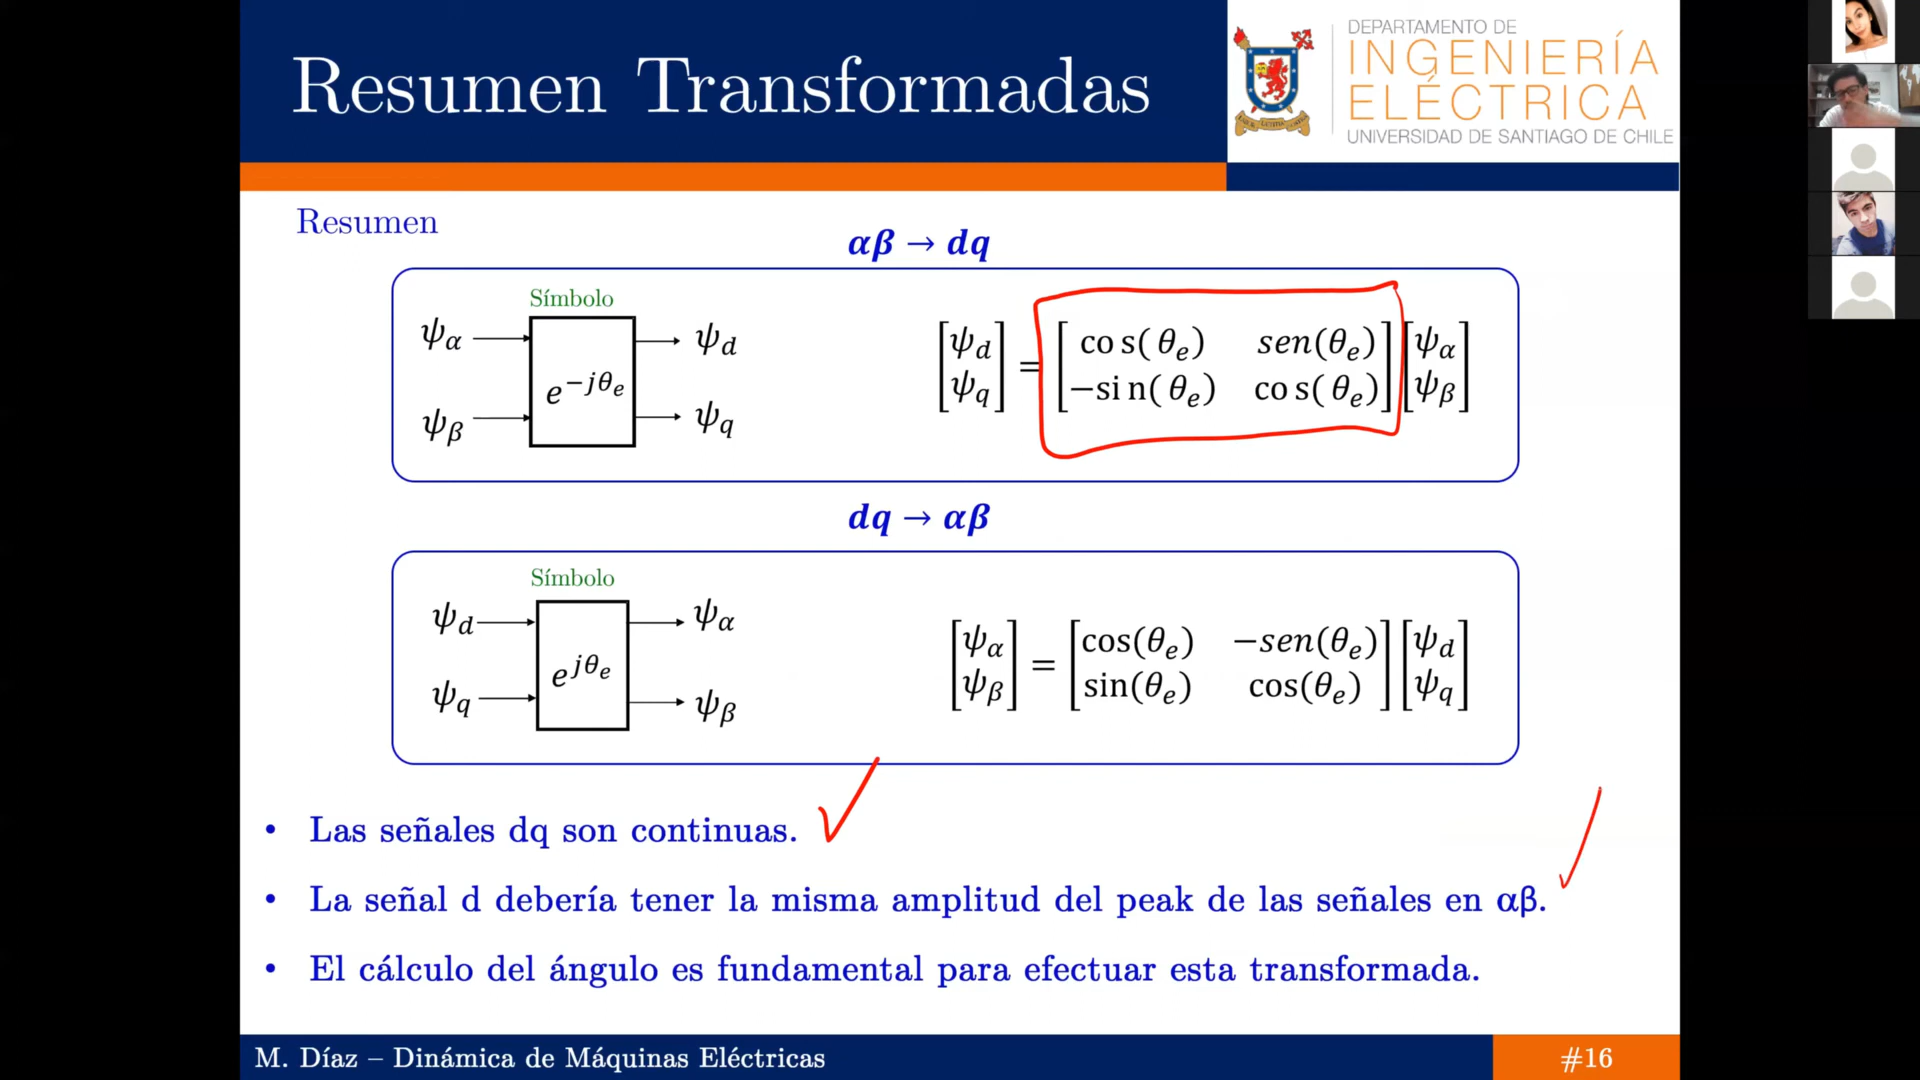 Resumen Transformadas
DEPARTAMENTO DE
INGENIERÍA
ELÉCTRICA
UNIVERSIDAD DE SANTIAGO DE CHILE
Resumen
αβ → dq
Símbolo
ψα
ψβ
e^{-jθe}
ψd
ψq
[ψd ψq] = [cos(θe) sen(θe) −sin(θe) cos(θe)] [ψα ψβ]
dq → αβ
Símbolo
ψd
ψq
e^{jθe}
ψα
ψβ
[ψα ψβ] = [cos(θe) −sen(θe) sin(θe) cos(θe)] [ψd ψq]
• Las señales dq son continuas.
• La señal d debería tener la misma amplitud del peak de las señales en αβ.
• El cálculo del ángulo es fundamental para efectuar esta transformada.
M. Díaz – Dinámica de Máquinas Eléctricas
#16